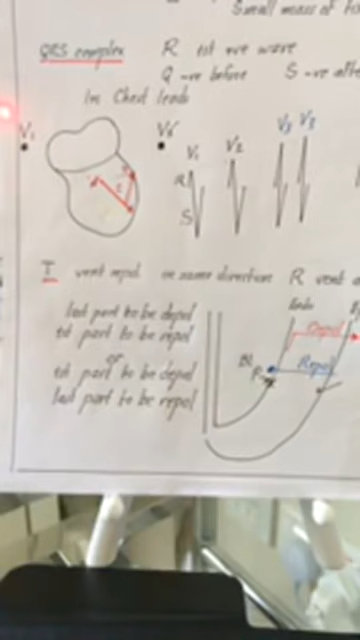 Small mass of
QRS complex R 1st +ve wave
Q -ve before S -ve after
In Chest leads
V1 V6 V1 V2 V3
R
S
T vent repol in same direction R vent
last part to be depol
1st part to be repol
or
1st part to be depol
last part to be repol
Endo
Depol
Repol